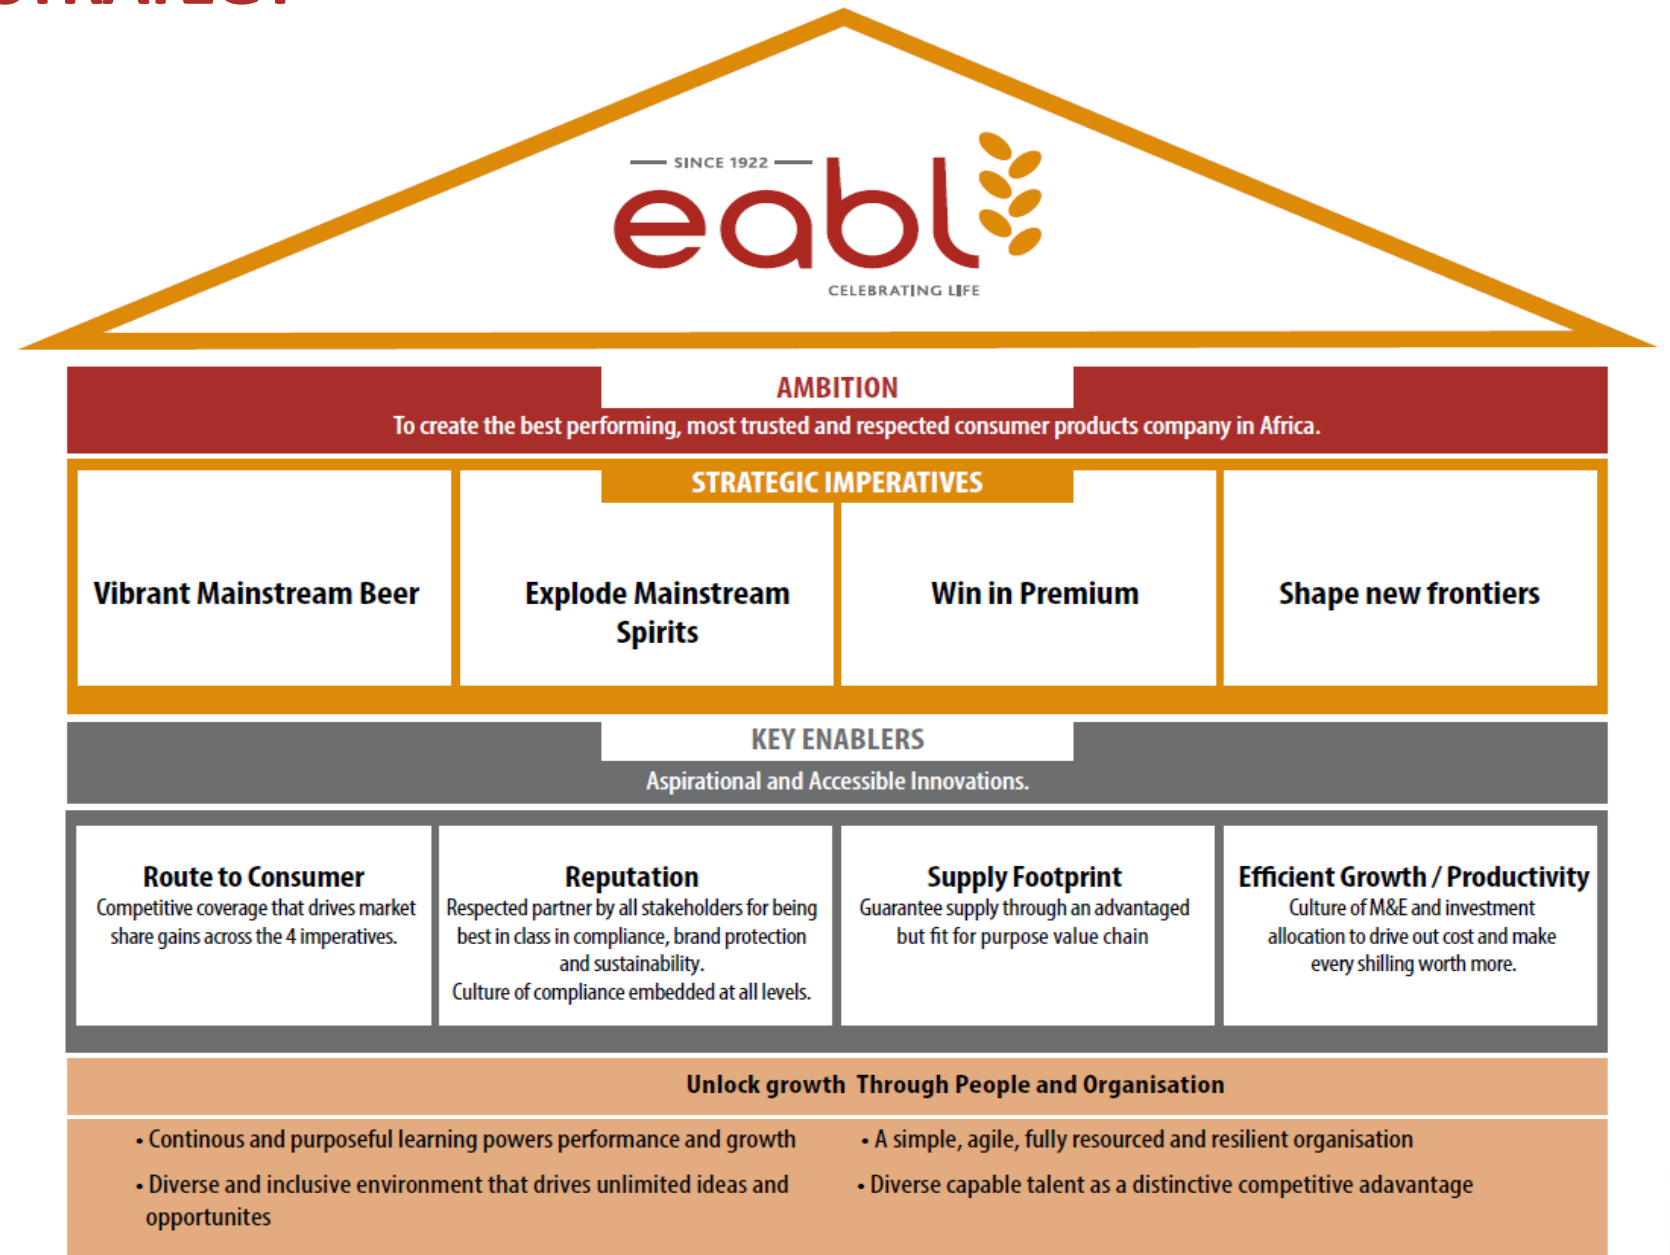 SINCE 1922
eabl
CELEBRATING LIFE
AMBITION
To create the best performing, most trusted and respected consumer products company in Africa.
STRATEGIC IMPERATIVES
Vibrant Mainstream Beer
Explode Mainstream
Spirits
Win in Premium
Shape new frontiers
KEY ENABLERS
Aspirational and Accessible Innovations.
Route to Consumer
Competitive coverage that drives market
share gains across the 4 imperatives.
Reputation
Respected partner by all stakeholders for being
best in class in compliance, brand protection
and sustainability.
Culture of compliance embedded at all levels.
Supply Footprint
Guarantee supply through an advantaged
but fit for purpose value chain
Efficient Growth / Productivity
Culture of M&E and investment
allocation to drive out cost and make
every shilling worth more.
Unlock growth Through People and Organisation
• Continous and purposeful learning powers performance and growth
• Diverse and inclusive environment that drives unlimited ideas and
opportunites
• A simple, agile, fully resourced and resilient organisation
• Diverse capable talent as a distinctive competitive adavantage